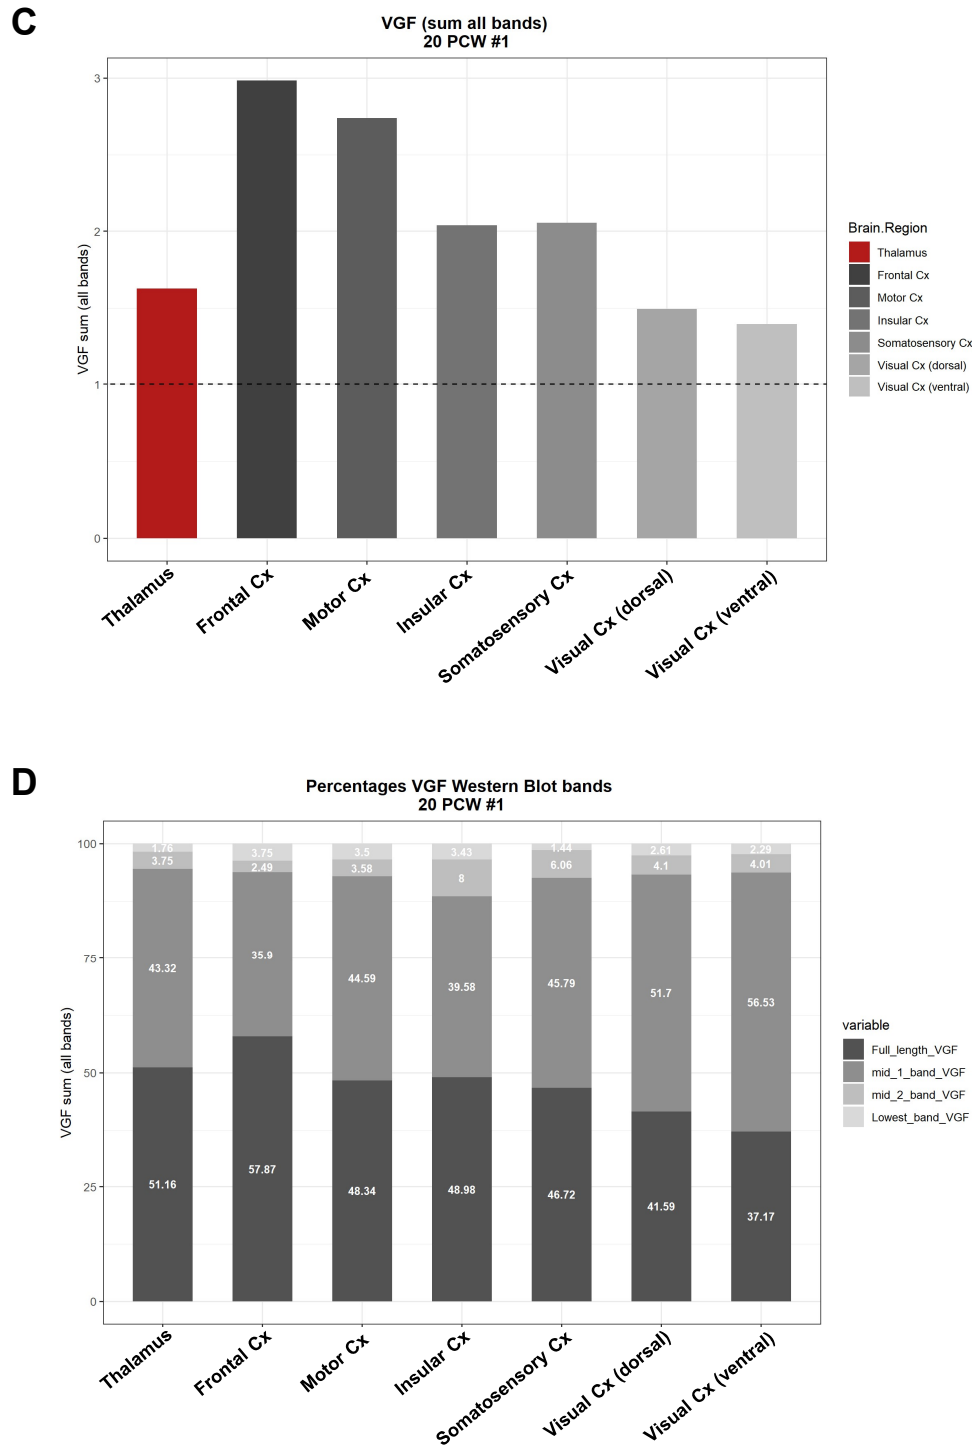 C
VGF (sum all bands)
20 PCW #1
VGF sum (all bands)
3
2
1
0
Thalamus
Frontal Cx
Motor Cx
Insular Cx
Somatosensory Cx
Visual Cx (dorsal)
Visual Cx (ventral)
Brain.Region
Thalamus
Frontal Cx
Motor Cx
Insular Cx
Somatosensory Cx
Visual Cx (dorsal)
Visual Cx (ventral)
D
Percentages VGF Western Blot bands
20 PCW #1
VGF sum (all bands)
100
75
50
25
0
1.76 3.75 3.5 3.43 1.44 2.61 2.29
3.75 2.49 3.58 8 6.06 4.1 4.01
43.32 35.9 44.59 39.58 45.79 51.7 56.53
51.16 57.87 48.34 48.98 46.72 41.59 37.17
Thalamus
Frontal Cx
Motor Cx
Insular Cx
Somatosensory Cx
Visual Cx (dorsal)
Visual Cx (ventral)
variable
Full_length_VGF
mid_1_band_VGF
mid_2_band_VGF
Lowest_band_VGF